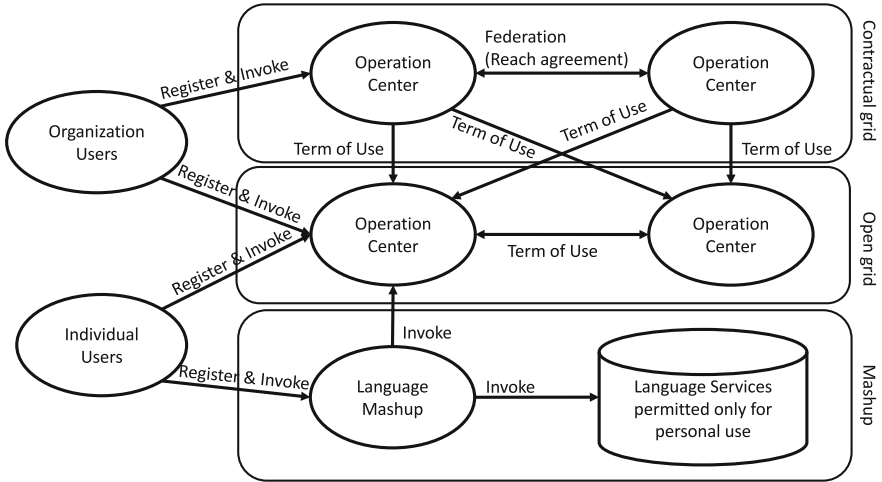 Register & Invoke
Operation
Center
Federation
(Reach agreement)
Operation
Center
Contractual grid
Organization
Users
Term of Use
Term of Use
Term of Use
Term of Use
Register & Invoke
Operation
Center
Term of Use
Operation
Center
Open grid
Register & Invoke
Individual
Users
Register & Invoke
Invoke
Language
Mashup
Invoke
Language Services
permitted only for
personal use
Mashup